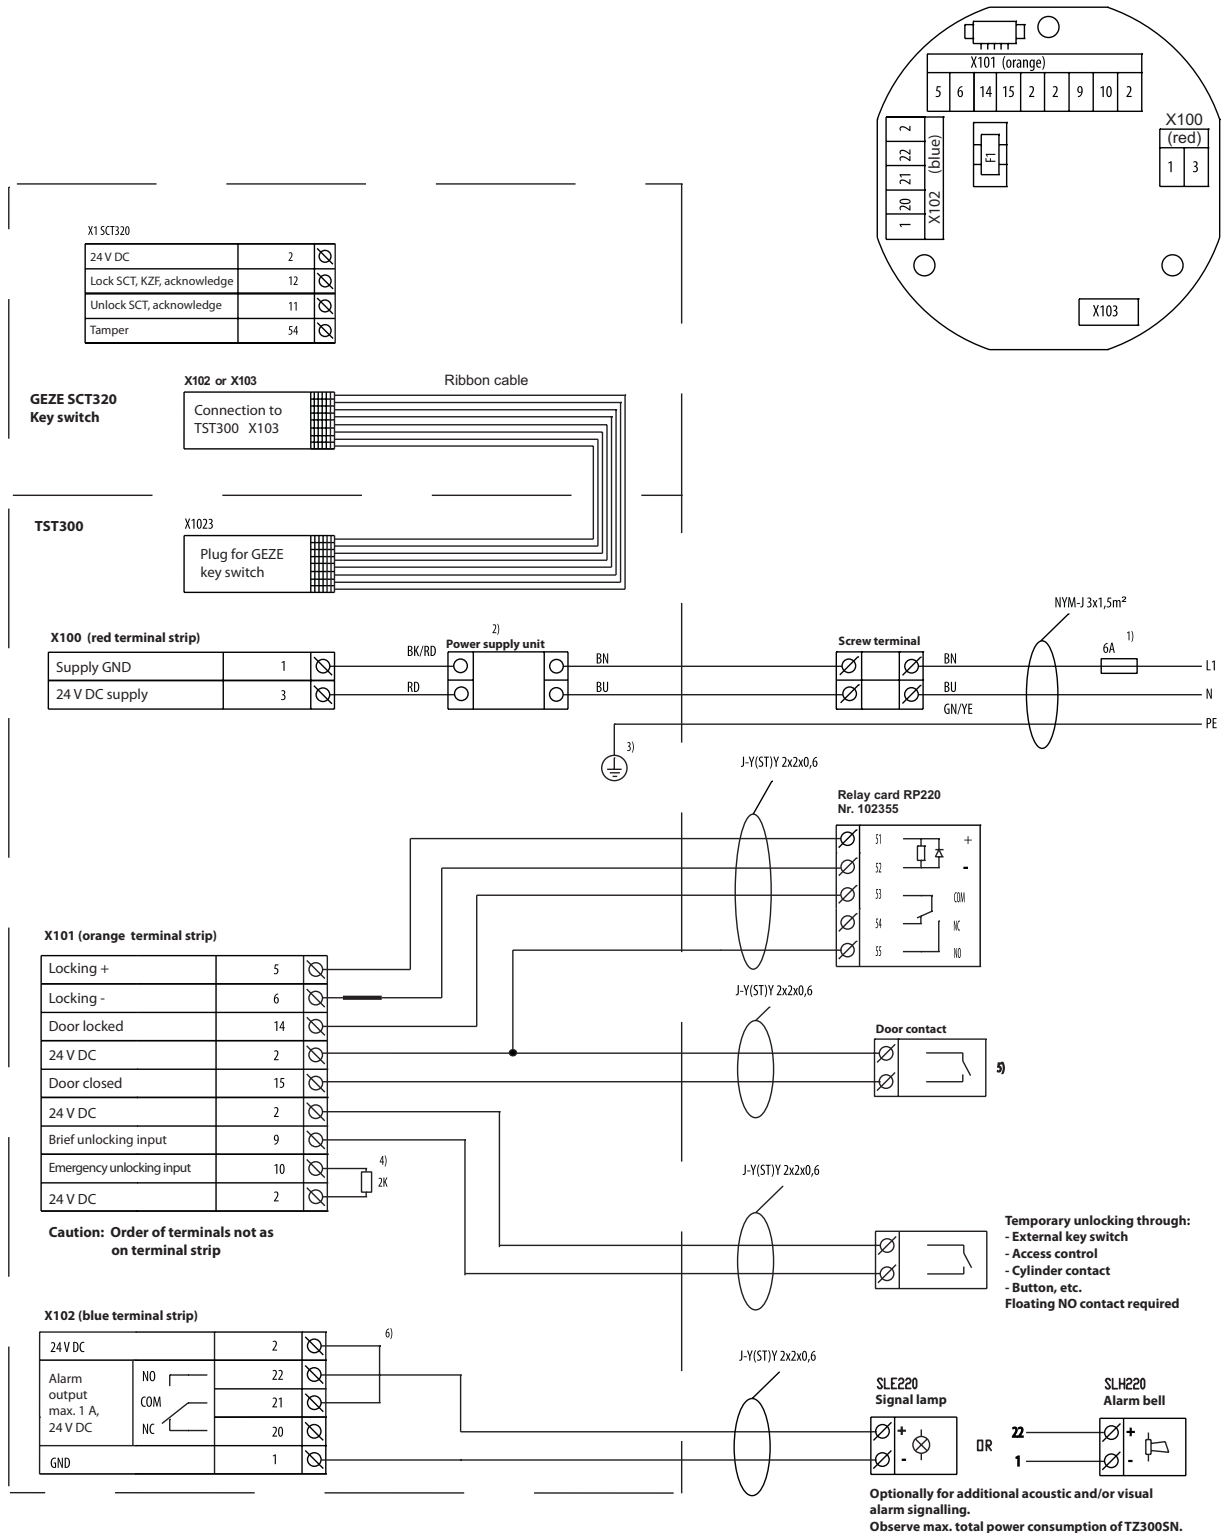 X101 (orange)
5 6 14 15 2 2 9 10 2
X100
(red)
1 3
2
22
21
20
1
X102 (blue)
F1
X103
X1 SCT320
24 V DC 2
Lock SCT, KZF, acknowledge 12
Unlock SCT, acknowledge 11
Tamper 54
GEZE SCT320
Key switch
X102 or X103
Ribbon cable
Connection to
TST300 X103
TST300
X1023
Plug for GEZE
key switch
NYM-J 3x1,5m²
X100 (red terminal strip)
Supply GND 1
24 V DC supply 3
BK/RD
RD
2)
Power supply unit
BN
BU
Screw terminal
BN
BU
GN/YE
6A
1)
L1
N
PE
3)
J-Y(ST)Y 2x2x0,6
Relay card RP220
Nr. 102355
51 +
52 -
53 COM
54 NC
55 NO
X101 (orange terminal strip)
Locking + 5
Locking - 6
Door locked 14
24 V DC 2
Door closed 15
24 V DC 2
Brief unlocking input 9
Emergency unlocking input 10
24 V DC 2
4)
2K
Caution: Order of terminals not as
on terminal strip
J-Y(ST)Y 2x2x0,6
Door contact
5)
J-Y(ST)Y 2x2x0,6
Temporary unlocking through:
- External key switch
- Access control
- Cylinder contact
- Button, etc.
Floating NO contact required
X102 (blue terminal strip)
24 V DC 2
Alarm
output
max. 1 A,
24 V DC
NO 22
COM 21
NC 20
GND 1
6)
J-Y(ST)Y 2x2x0,6
SLE220
Signal lamp
+
-
OR
22
1
SLH220
Alarm bell
+
-
Optionally for additional acoustic and/or visual
alarm signalling.
Observe max. total power consumption of TZ300SN.